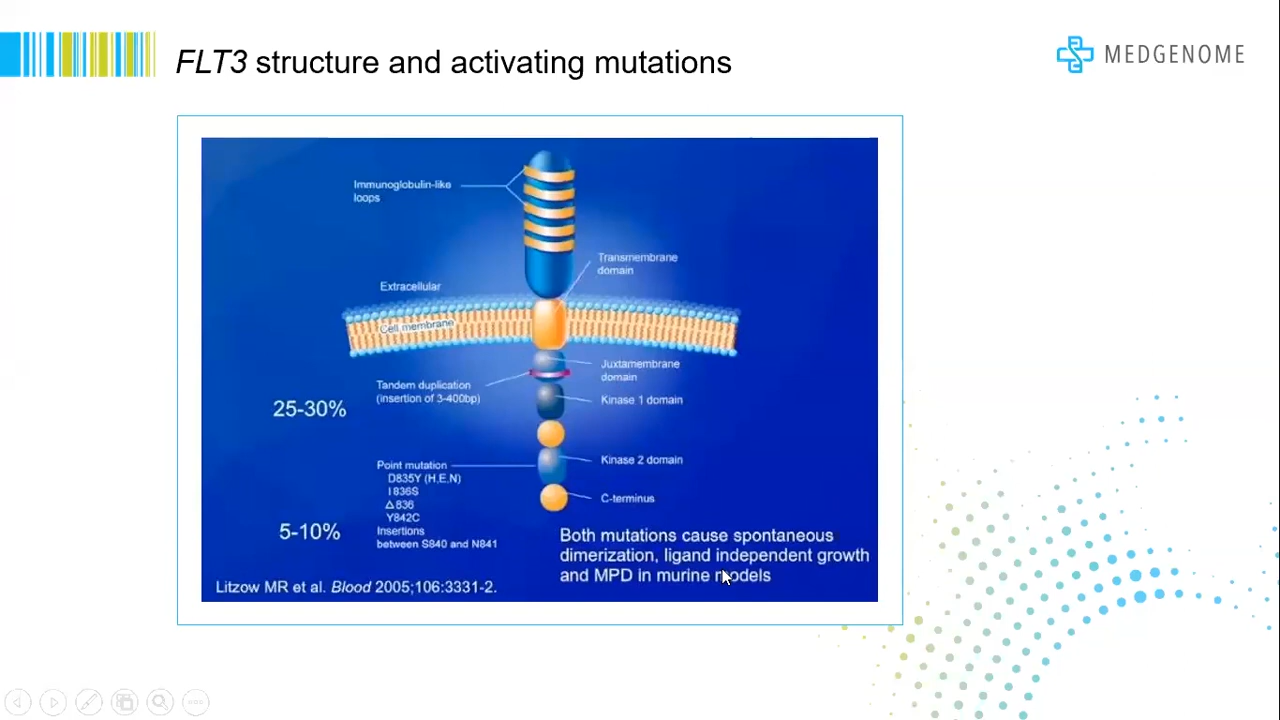 FLT3 structure and activating mutations
MEDGENOME
Immunoglobulin-like
loops
Transmembrane
domain
Extracellular
Cell membrane
Juxtamembrane
domain
Tandem duplication
(insertion of 3-400bp)
25-30%
Kinase 1 domain
Kinase 2 domain
Point mutation
D835Y (H,E,N)
I836S
Δ836
Y842C
Insertions
between S840 and N841
5-10%
C-terminus
Both mutations cause spontaneous
dimerization, ligand independent growth
and MPD in murine models
Litzow MR et al. Blood 2005;106:3331-2.